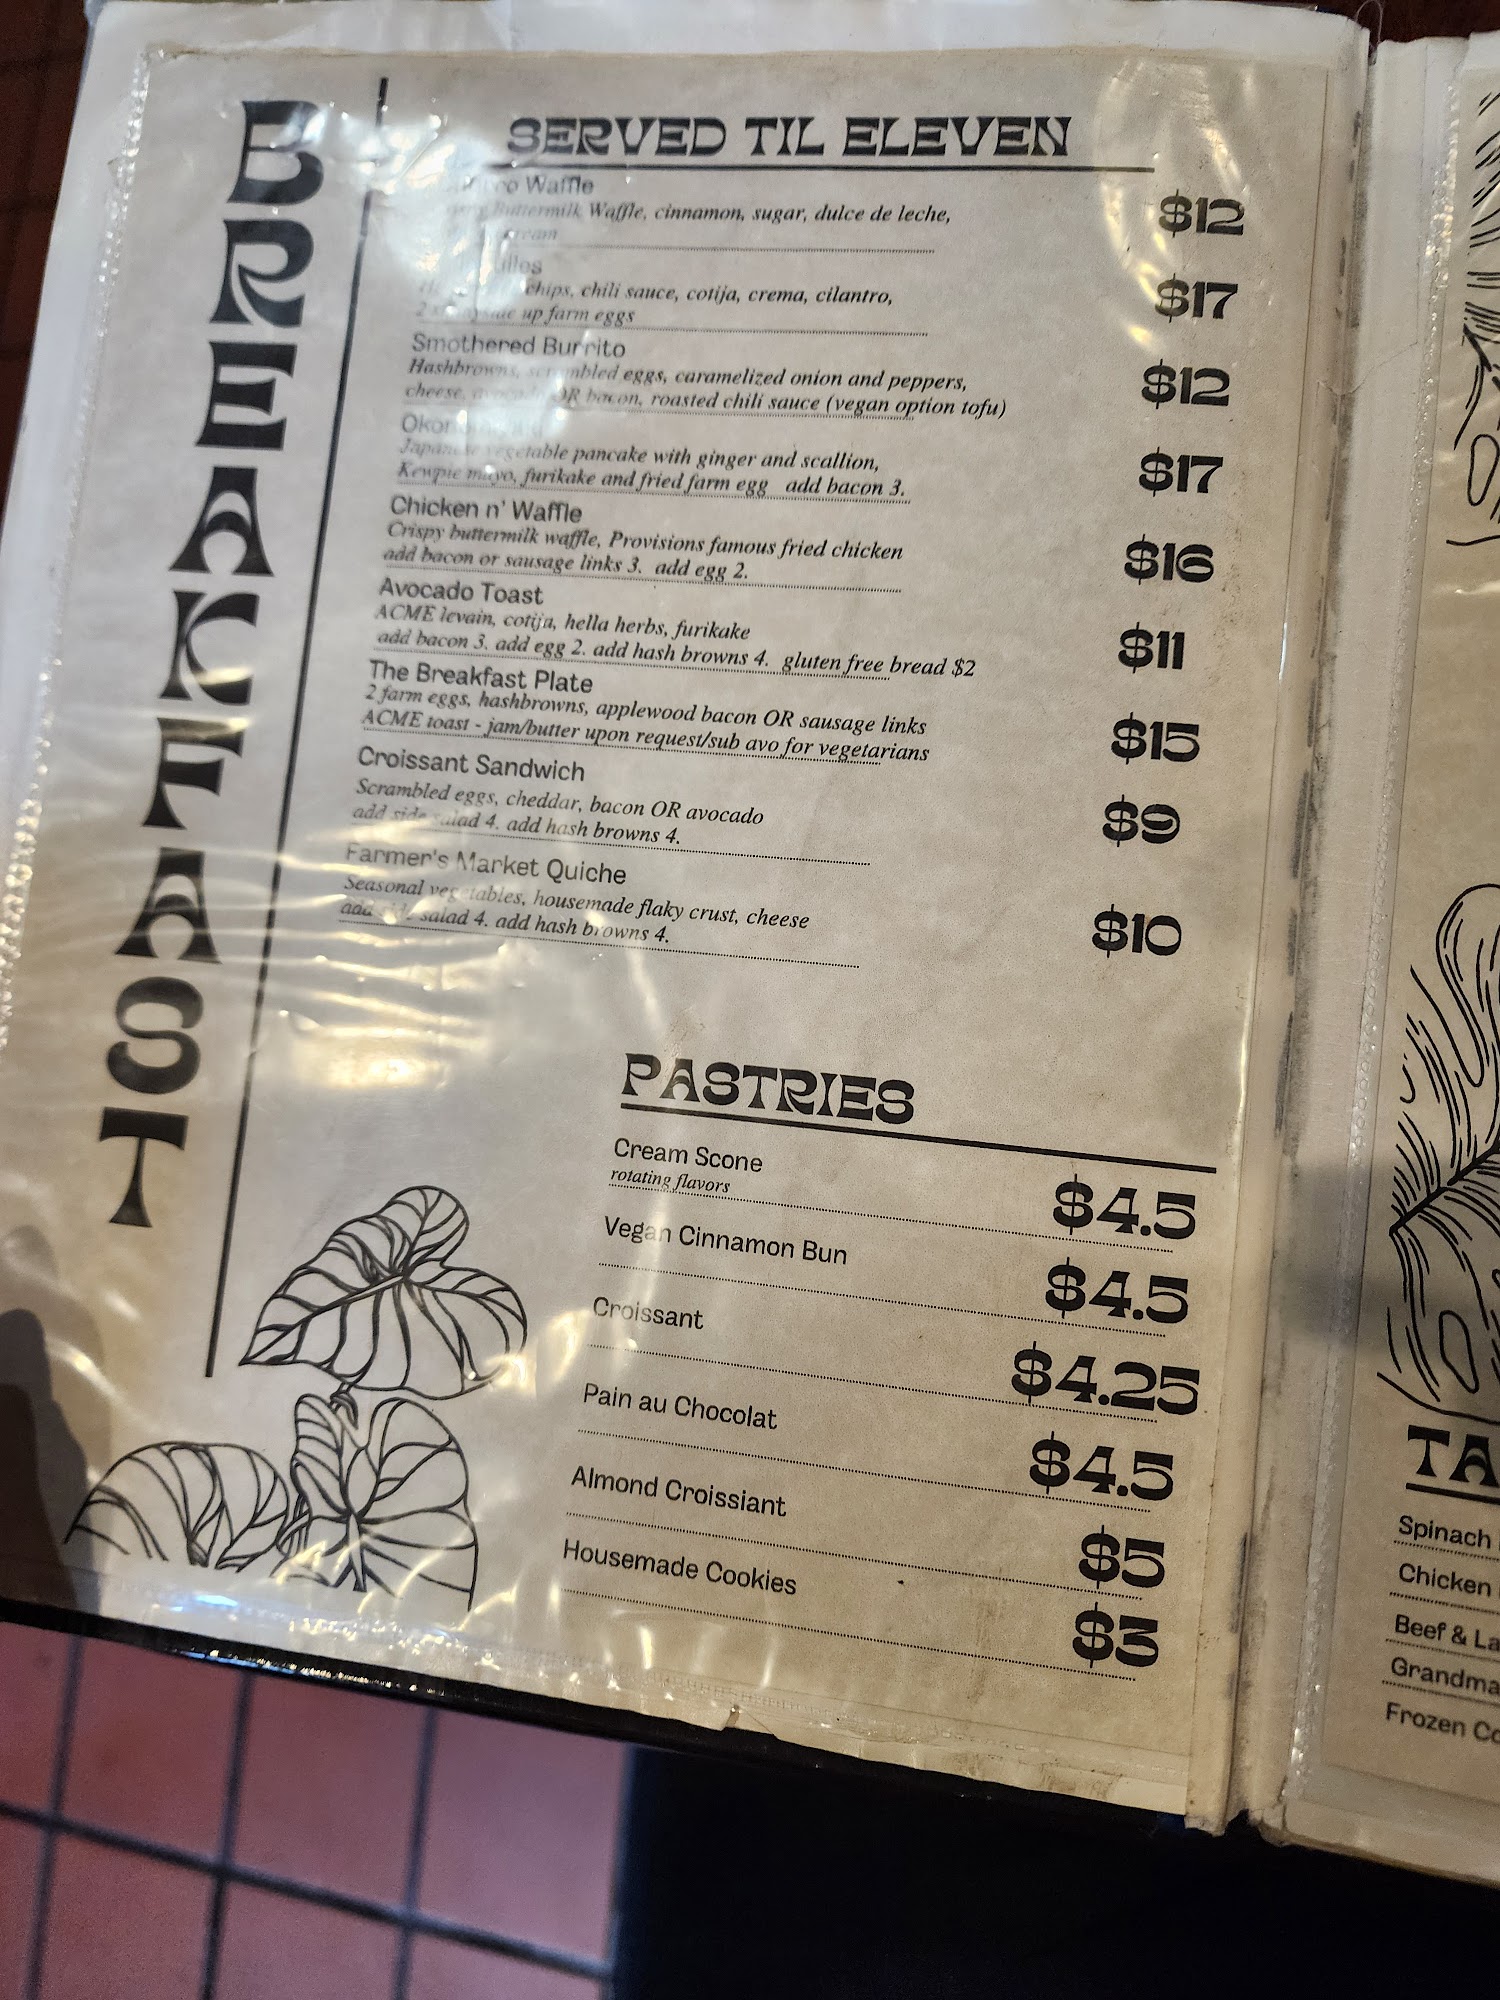 BREAKFAST
SERVED TIL ELEVEN
Waffle
Buttermilk Waffle, cinnamon, sugar, dulce de leche,
cream
$12
chips, chili sauce, cotija, crema, cilantro,
2 up farm eggs
$17
Smothered Burrito
Hashbrowns, scrambled eggs, caramelized onion and peppers,
cheese, avocado OR bacon, roasted chili sauce (vegan option tofu)
$12
Japanese vegetable pancake with ginger and scallion,
Kewpie mayo, furikake and fried farm egg add bacon 3.
$17
Chicken n' Waffle
Crispy buttermilk waffle, Provisions famous fried chicken
add bacon or sausage links 3. add egg 2.
$16
Avocado Toast
ACME levain, cotija, hella herbs, furikake
add bacon 3. add egg 2. add hash browns 4. gluten free bread $2
$11
The Breakfast Plate
2 farm eggs, hashbrowns, applewood bacon OR sausage links
ACME toast - jam/butter upon request/sub avo for vegetarians
$15
Croissant Sandwich
Scrambled eggs, cheddar, bacon OR avocado
add side salad 4. add hash browns 4.
$9
Farmer's Market Quiche
Seasonal vegetables, housemade flaky crust, cheese
add side salad 4. add hash browns 4.
$10
PASTRIES
Cream Scone
rotating flavors
$4.5
Vegan Cinnamon Bun
$4.5
Croissant
$4.25
Pain au Chocolat
$4.5
Almond Croissiant
$5
Housemade Cookies
$3
TA
Spinach
Chicken
Beef & La
Grandma
Frozen Co